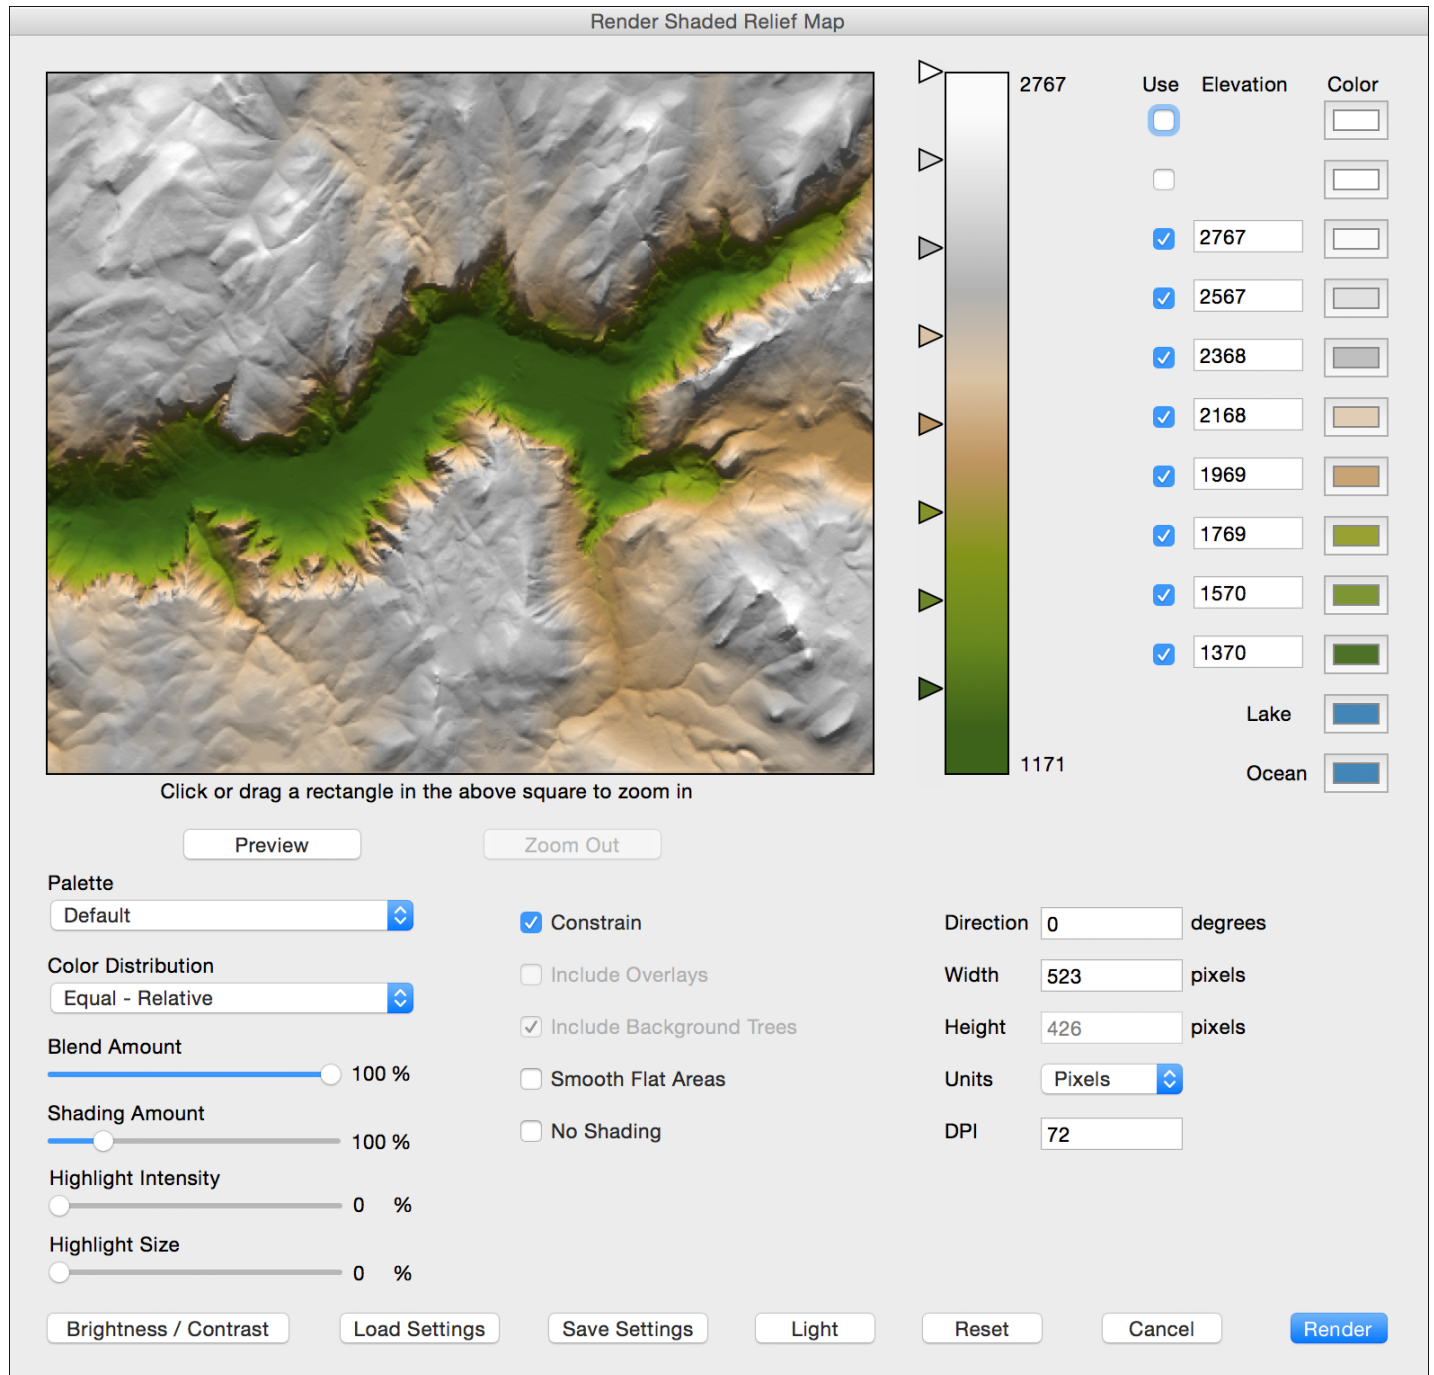 Render Shaded Relief Map
2767
Use Elevation Color
2767
2567
2368
2168
1969
1769
1570
1370
Lake
1171
Ocean
Click or drag a rectangle in the above square to zoom in
Preview Zoom Out
Palette
Default
Constrain
Direction 0 degrees
Color Distribution
Include Overlays
Width 523 pixels
Equal - Relative
Include Background Trees
Height 426 pixels
Blend Amount
100 %
Smooth Flat Areas
Units Pixels
Shading Amount
100 %
No Shading
DPI 72
Highlight Intensity
0 %
Highlight Size
0 %
Brightness / Contrast Load Settings Save Settings Light Reset Cancel Render